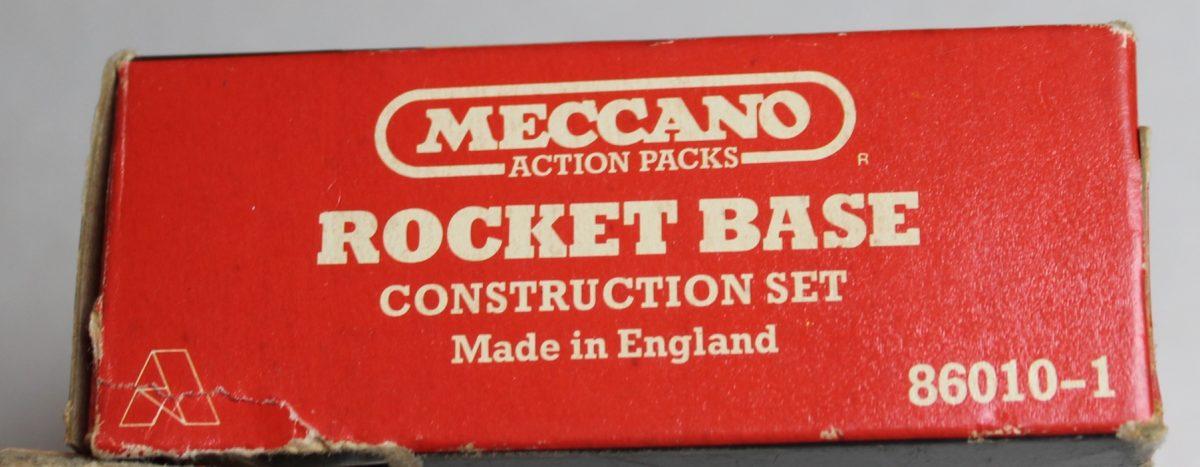 MECCANO
ACTION PACKS
R
ROCKET BASE
CONSTRUCTION SET
Made in England
86010-1